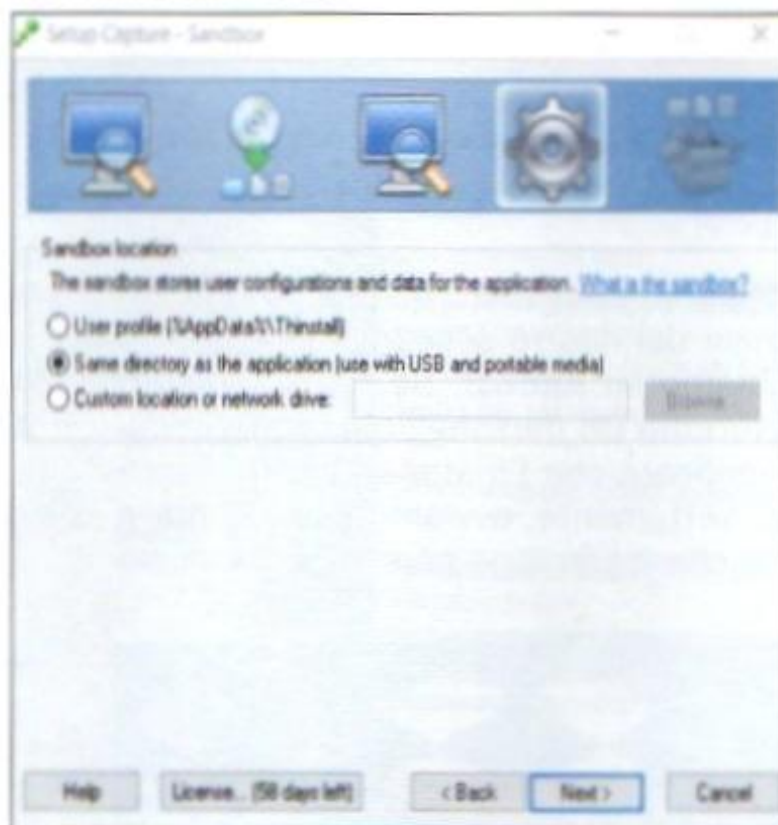 Setup Capture - Sandbox
Sandbox location
The sandbox stores user configurations and data for the application. What is the sandbox?
User profile (%AppData%\Thinstall)
Same directory as the application (use with USB and portable media)
Custom location or network drive:
Browse...
Help
License... (58 days left)
< Back
Next >
Cancel